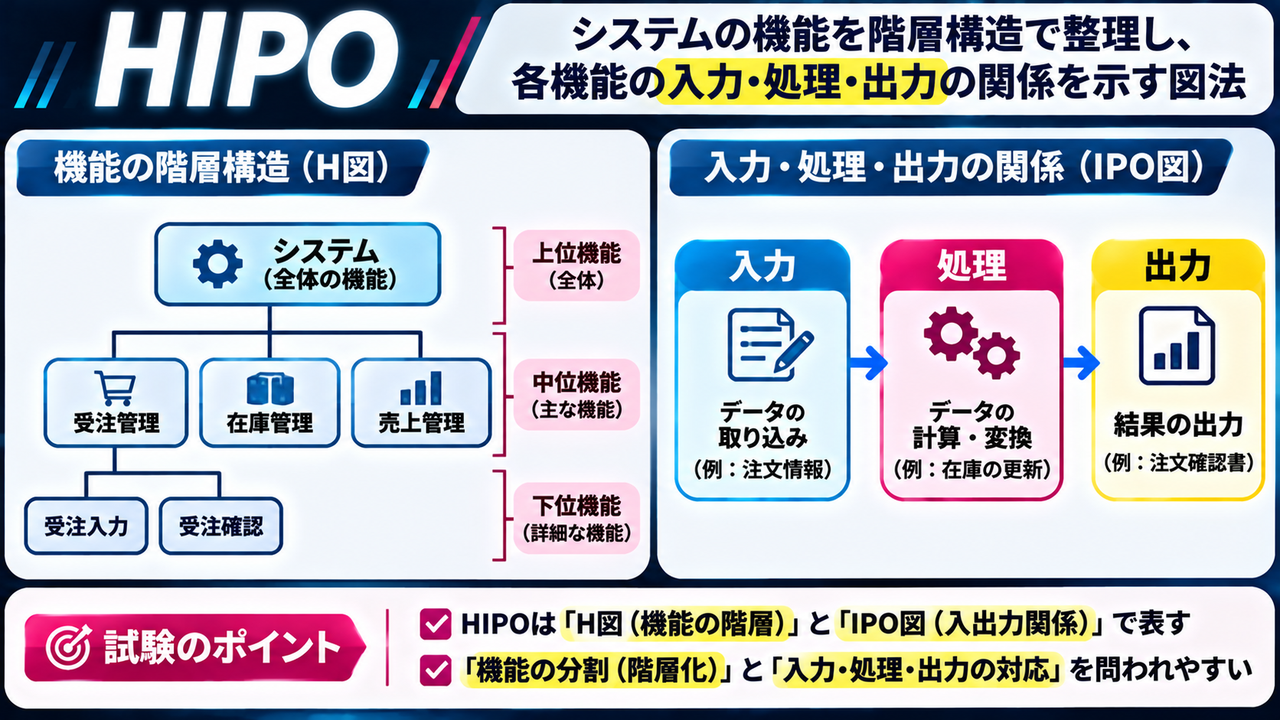 HIPO
システムの機能を階層構造で整理し、
各機能の入力・処理・出力の関係を示す図法
機能の階層構造（H図）
システム
（全体の機能）
上位機能
（全体）
受注管理
在庫管理
売上管理
中位機能
（主な機能）
受注入力
受注確認
下位機能
（詳細な機能）
入力・処理・出力の関係（IPO図）
入力
データの
取り込み
（例：注文情報）
処理
データの
計算・変換
（例：在庫の更新）
出力
結果の出力
（例：注文確認書）
試験のポイント
HIPOは「H図（機能の階層）」と「IPO図（入出力関係）」で表す
「機能の分割（階層化）」と「入力・処理・出力の対応」を問われやすい